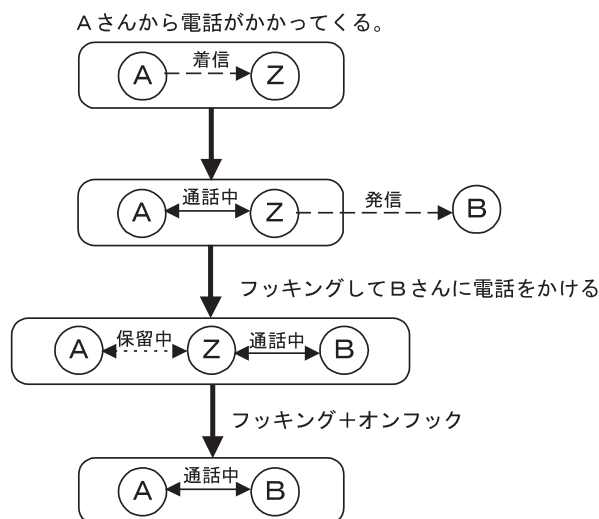 Aさんから電話がかかってくる。
A 着信 Z
A 通話中 Z 発信 B
フッキングしてBさんに電話をかける
A 保留中 Z 通話中 B
フッキング＋オンフック
A 通話中 B